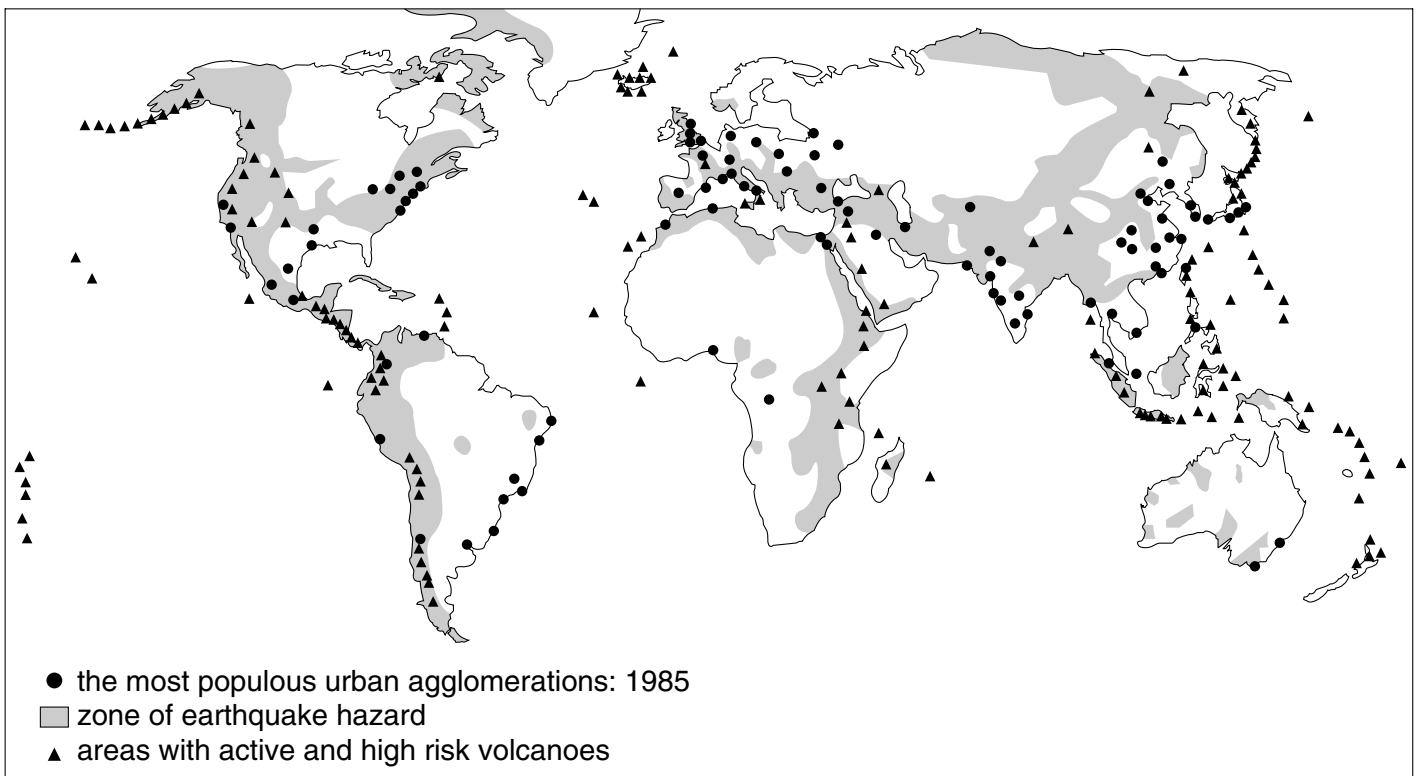 the most populous urban agglomerations: 1985
zone of earthquake hazard
areas with active and high risk volcanoes